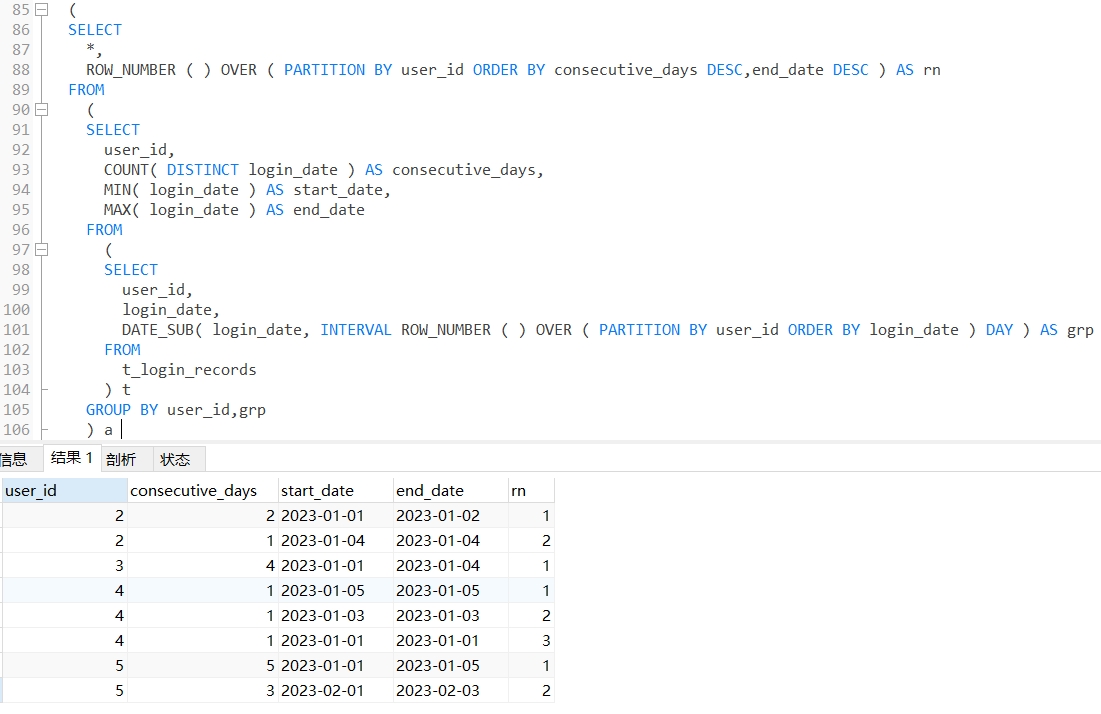 85 (
86 SELECT
87 *,
88 ROW_NUMBER ( ) OVER ( PARTITION BY user_id ORDER BY consecutive_days DESC,end_date DESC ) AS rn
89 FROM
90 (
91 SELECT
92 user_id,
93 COUNT( DISTINCT login_date ) AS consecutive_days,
94 MIN( login_date ) AS start_date,
95 MAX( login_date ) AS end_date
96 FROM
97 (
98 SELECT
99 user_id,
100 login_date,
101 DATE_SUB( login_date, INTERVAL ROW_NUMBER ( ) OVER ( PARTITION BY user_id ORDER BY login_date ) DAY ) AS grp
102 FROM
103 t_login_records
104 ) t
105 GROUP BY user_id,grp
106 ) a
信息 结果 1 剖析 状态
user_id consecutive_days start_date end_date rn
2 2 2023-01-01 2023-01-02 1
2 1 2023-01-04 2023-01-04 2
3 4 2023-01-01 2023-01-04 1
4 1 2023-01-05 2023-01-05 1
4 1 2023-01-03 2023-01-03 2
4 1 2023-01-01 2023-01-01 3
5 5 2023-01-01 2023-01-05 1
5 3 2023-02-01 2023-02-03 2